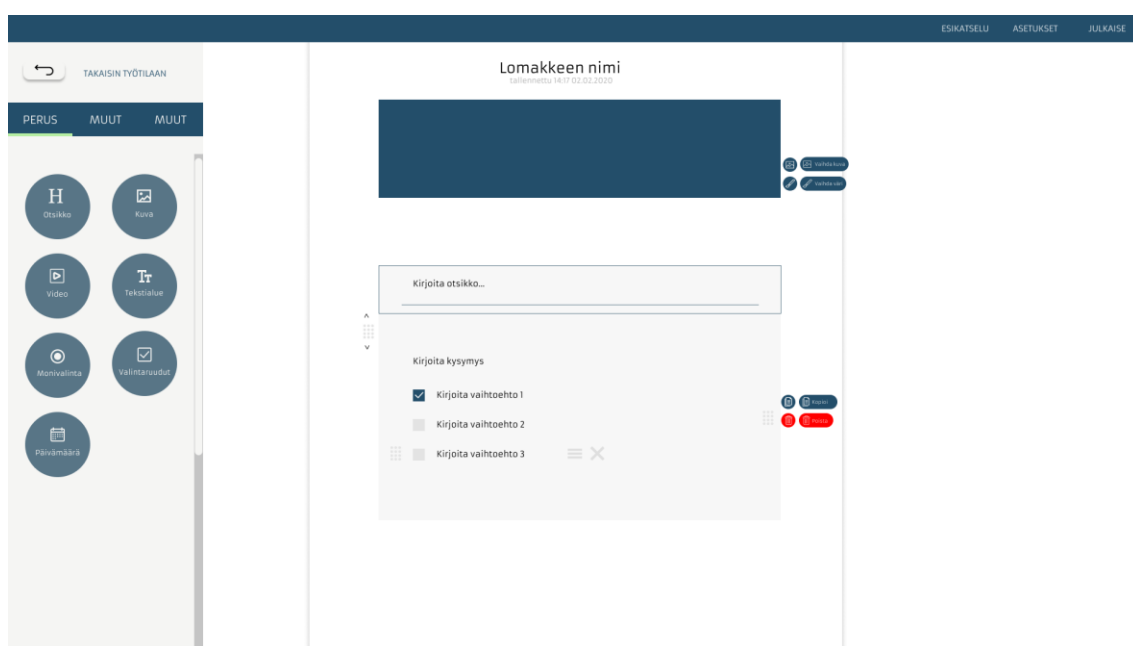 ESIKATSELU ASETUKSET JULKAISE
TAKAISIN TYÖTILAAN
PERUS MUUT MUUT
H
Otsikko
Kuva
Video
Tт
Tekstialue
Monivalinta
Valintaruudut
Päivämäärä
Lomakkeen nimi
tallennettu 14:17 02.02.2020
Vaihda kuva
Vaihda väri
Kirjoita otsikko...
Kirjoita kysymys
Kirjoita vaihtoehto 1
Kirjoita vaihtoehto 2
Kirjoita vaihtoehto 3
Kopioi
Poista